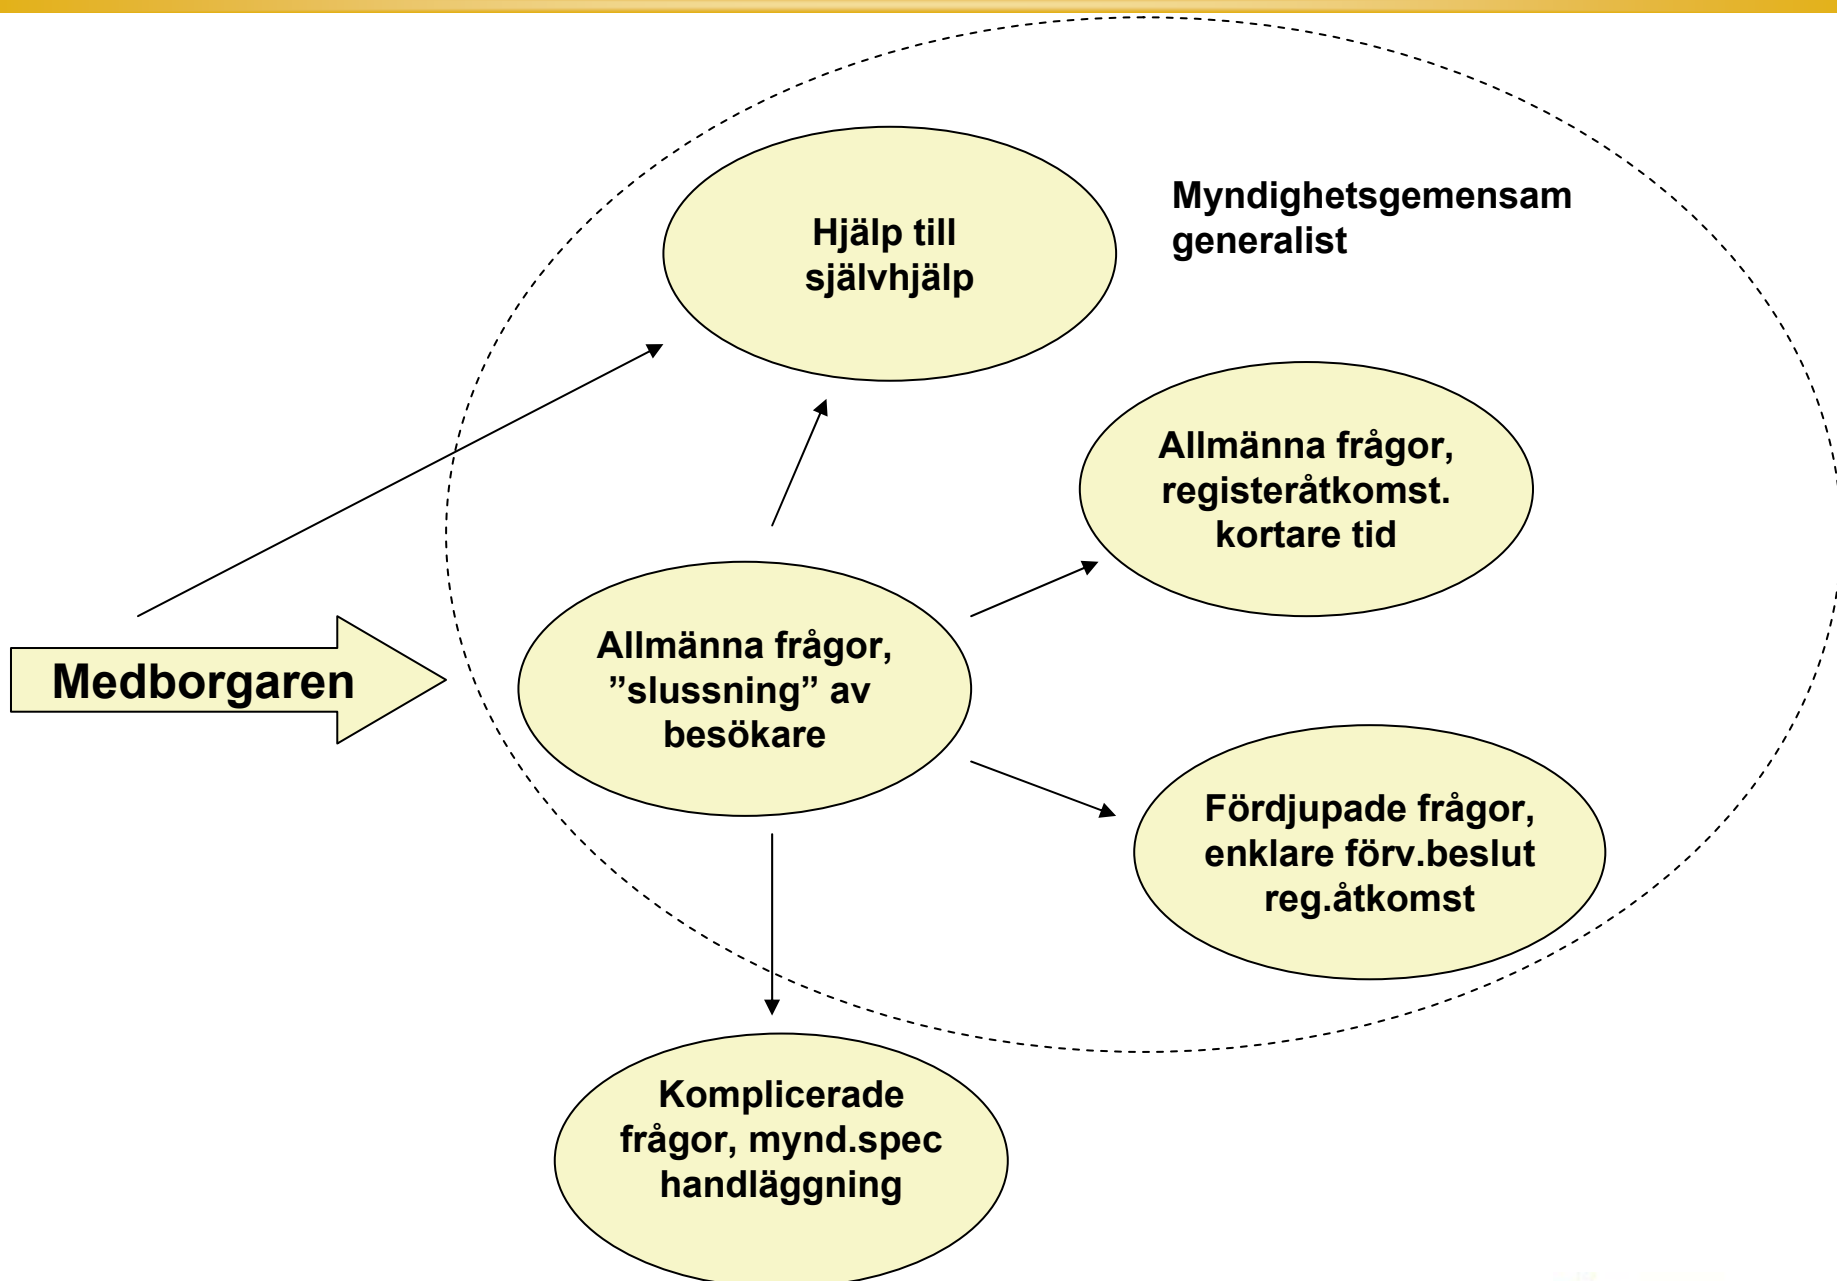 Hjälp till
självhjälp
Myndighetsgemensam
generalist
Allmänna frågor,
registeråtkomst.
kortare tid
Medborgaren
Allmänna frågor,
”slussning” av
besökare
Fördjupade frågor,
enklare förv.beslut
reg.åtkomst
Komplicerade
frågor, mynd.spec
handläggning